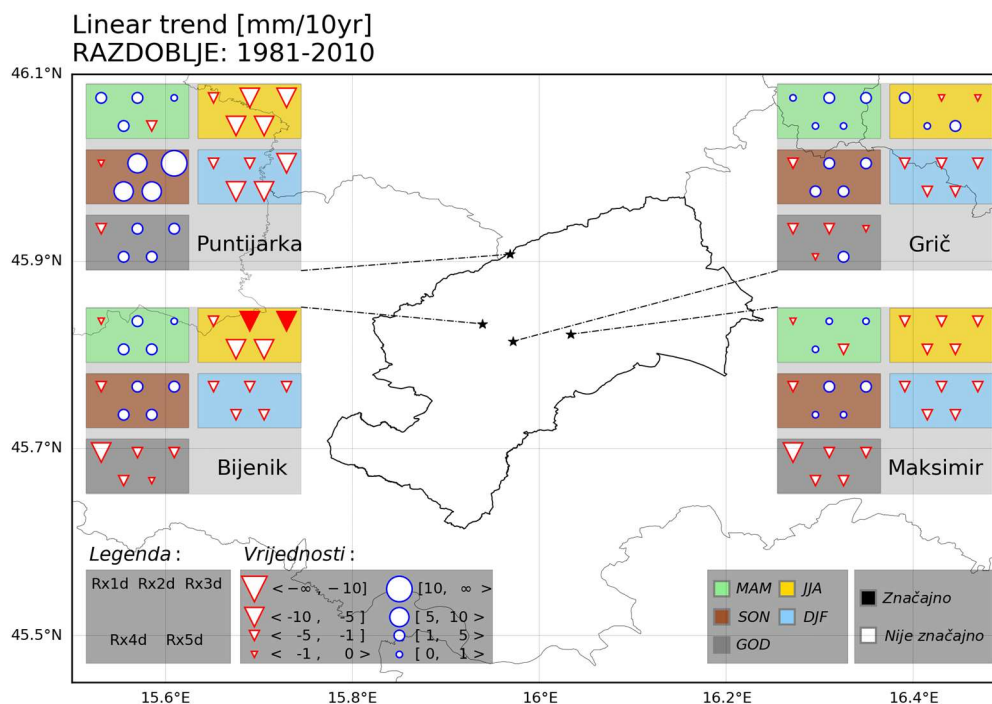 Linear trend [mm/10yr]
RAZDOBLJE: 1981-2010
46.1°N
45.9°N
45.7°N
45.5°N
Puntijarka
Grič
Bijenik
Maksimir
Legenda :
Rx1d Rx2d Rx3d
Rx4d Rx5d
Vrijednosti :
< −∞ −10]
< -10 , -5 ]
< -5 , -1 ]
< -1 , 0 >
[10, ∞ >
[ 5, 10 >
[ 1, 5 >
[ 0, 1 >
MAM JJA
SON DJF
GOD
Značajno
Nije značajno
15.6°E 15.8°E 16°E 16.2°E 16.4°E